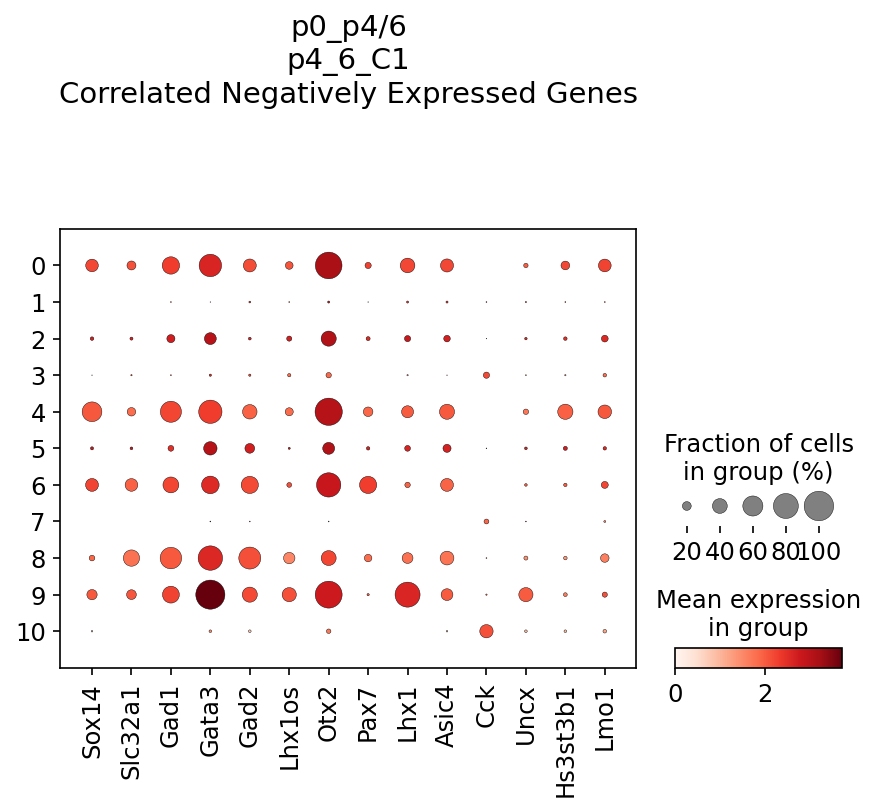 p0_p4/6
p4_6_C1
Correlated Negatively Expressed Genes
0
1
2
3
4
5
6
7
8
9
10
Sox14 Slc32a1 Gad1 Gata3 Gad2 Lhx1os Otx2 Pax7 Lhx1 Asic4 Cck Uncx Hs3st3b1 Lmo1
Fraction of cells
in group (%)
20 40 60 80 100
Mean expression
in group
0 2